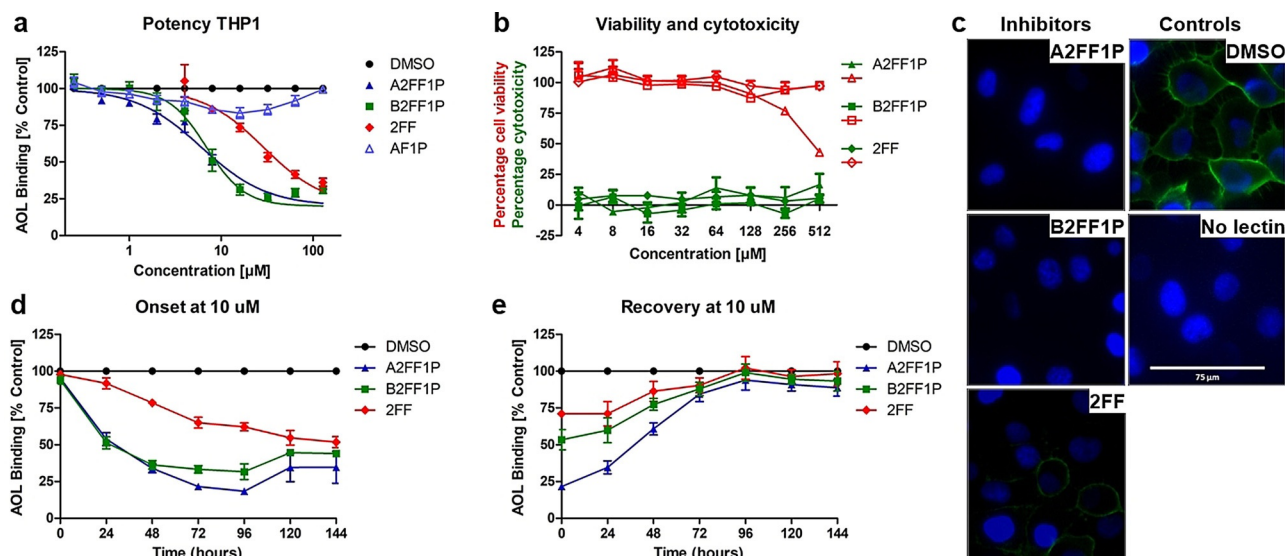 a
Potency THP1
AOL Binding [% Control]
125
100
75
50
25
0
1
10
100
Concentration [µM]
DMSO
A2FF1P
B2FF1P
2FF
AF1P
b
Viability and cytotoxicity
Percentage cell viability
Percentage cytotoxicity
125
100
75
50
25
0
-25
4 8 16 32 64 128 256 512
Concentration [µM]
A2FF1P
B2FF1P
2FF
c
Inhibitors
Controls
A2FF1P
DMSO
B2FF1P
No lectin
75 µm
2FF
d
Onset at 10 uM
AOL Binding [% Control]
125
100
75
50
25
0
0 24 48 72 96 120 144
Time (hours)
DMSO
A2FF1P
B2FF1P
2FF
e
Recovery at 10 uM
AOL Binding [% Control]
125
100
75
50
25
0
0 24 48 72 96 120 144
Time (hours)
DMSO
A2FF1P
B2FF1P
2FF